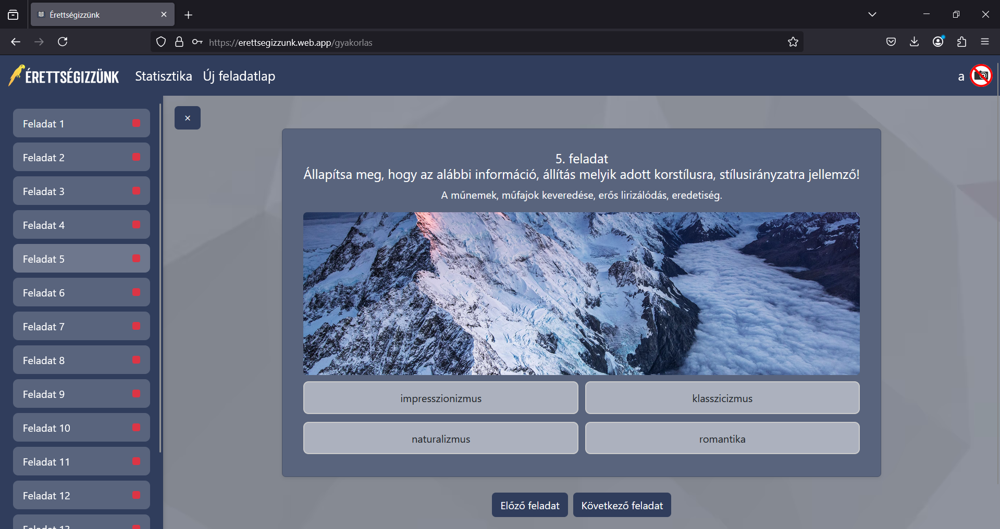 Érettségizzünk
https://erettsegizzunk.web.app/gyakorlas
ÉRETTSÉGIZZÜNK
Statisztika
Új feladatlap
a
Feladat 1
Feladat 2
Feladat 3
Feladat 4
Feladat 5
Feladat 6
Feladat 7
Feladat 8
Feladat 9
Feladat 10
Feladat 11
Feladat 12
Feladat 13
5. feladat
Állapítsa meg, hogy az alábbi információ, állítás melyik adott korstílusra, stílusirányzatra jellemző!
A műnemek, műfajok keveredése, erős lirizálódás, eredetiség.
impresszionizmus
klasszicizmus
naturalizmus
romantika
Előző feladat
Következő feladat